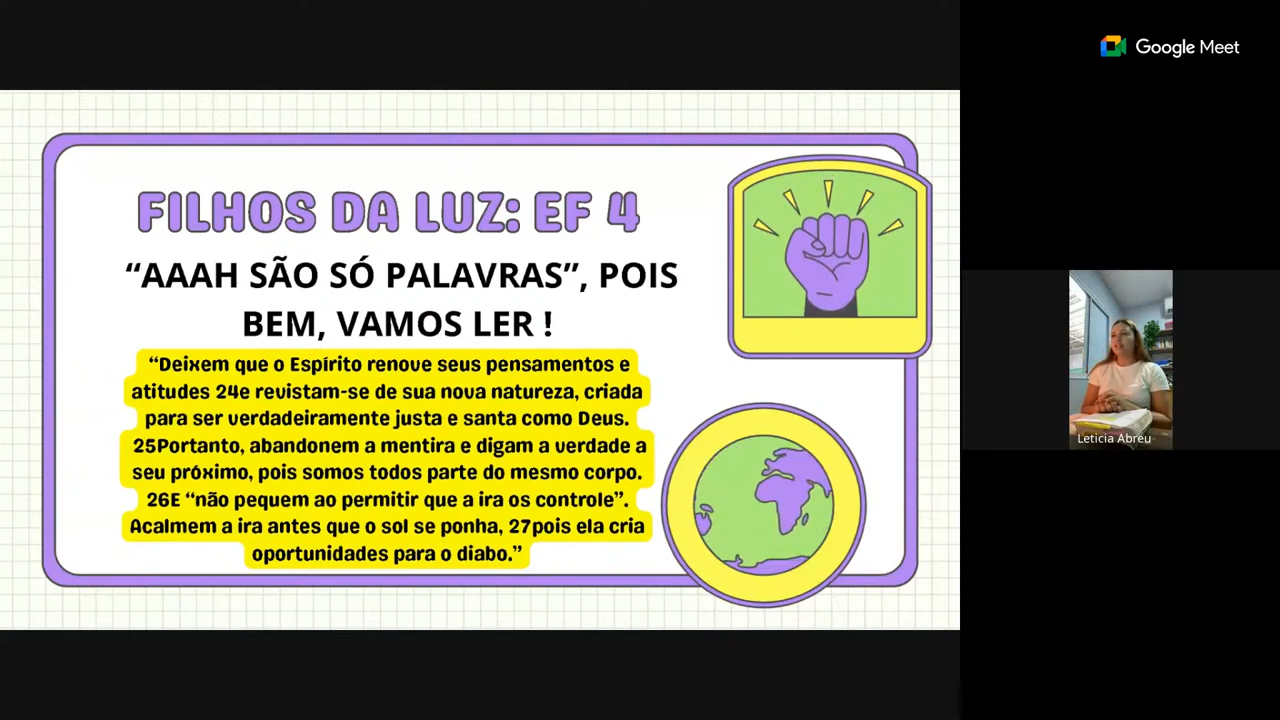 Google Meet
FILHOS DA LUZ: EF 4
“AAAH SÃO SÓ PALAVRAS”, POIS
BEM, VAMOS LER !
“Deixem que o Espírito renove seus pensamentos e
atitudes 24e revistam-se de sua nova natureza, criada
para ser verdadeiramente justa e santa como Deus.
25Portanto, abandonem a mentira e digam a verdade a
seu próximo, pois somos todos parte do mesmo corpo.
26E “não pequem ao permitir que a ira os controle”.
Acalmem a ira antes que o sol se ponha, 27pois ela cria
oportunidades para o diabo.”
Leticia Abreu